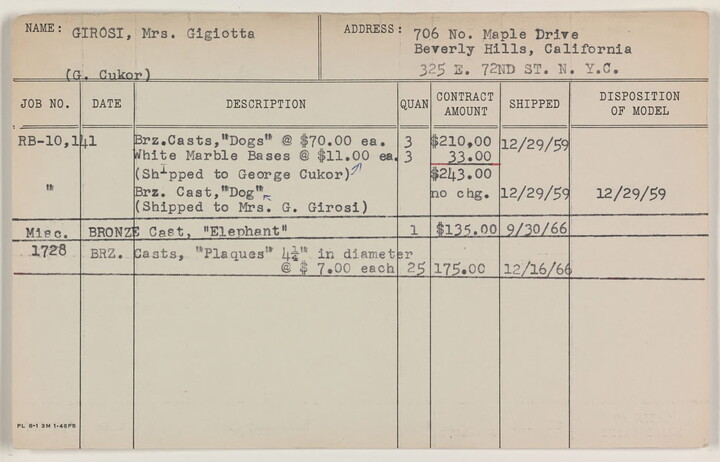 NAME: GIROSI, Mrs. Gigiotta
(G. Cukor)
ADDRESS: 706 No. Maple Drive
Beverly Hills, California
325 E. 72ND ST. N. Y.C.
JOB NO. DATE DESCRIPTION QUAN CONTRACT AMOUNT SHIPPED DISPOSITION OF MODEL
RB-10,141 Brz.Casts,"Dogs" @ $70.00 ea. 3 $210,00 12/29/59
White Marble Bases @ $11.00 ea. 3 33.00
(Shipped to George Cukor) $243.00
" Brz. Cast,"Dog" no chg. 12/29/59 12/29/59
(Shipped to Mrs. G. Girosi)
Misc. BRONZE Cast, "Elephant" 1 $135.00 9/30/66
1728 BRZ. Casts, "Plaques" 4½" in diameter
@ $ 7.00 each 25 175.00 12/16/66
PL 8-1 3M 1-48PS